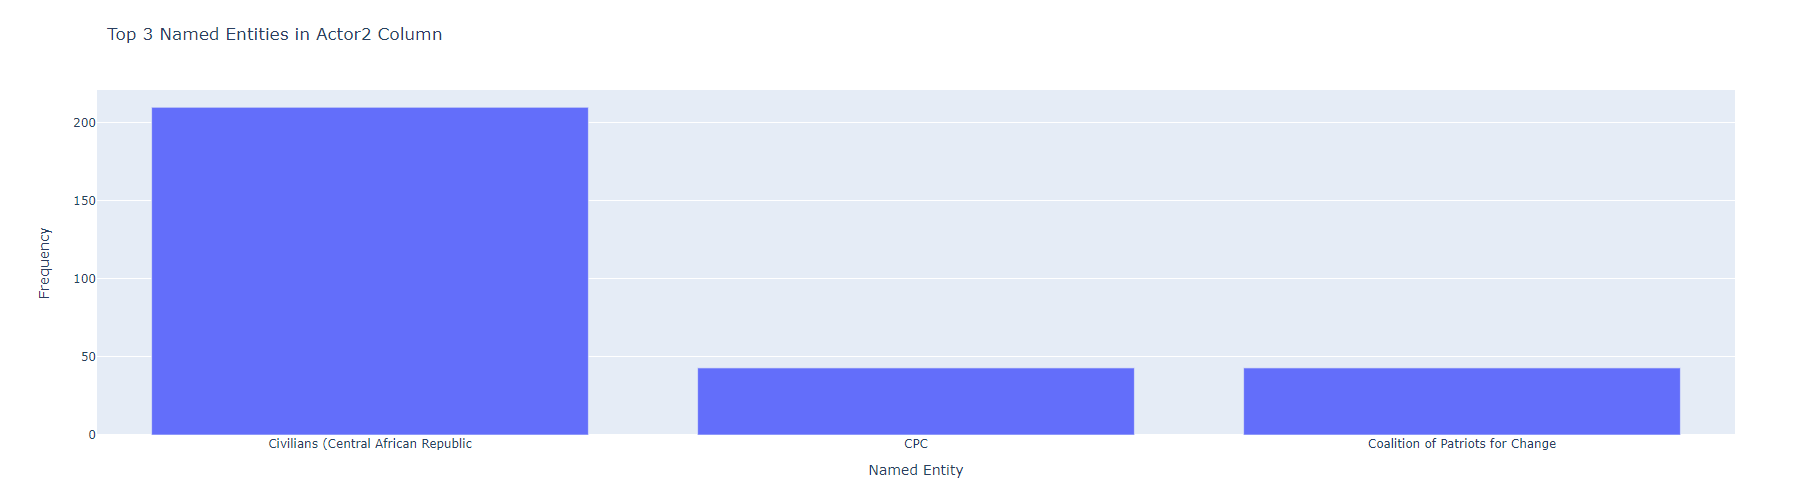 Top 3 Named Entities in Actor2 Column
Frequency
200
150
100
50
0
Civilians (Central African Republic
CPC
Coalition of Patriots for Change
Named Entity